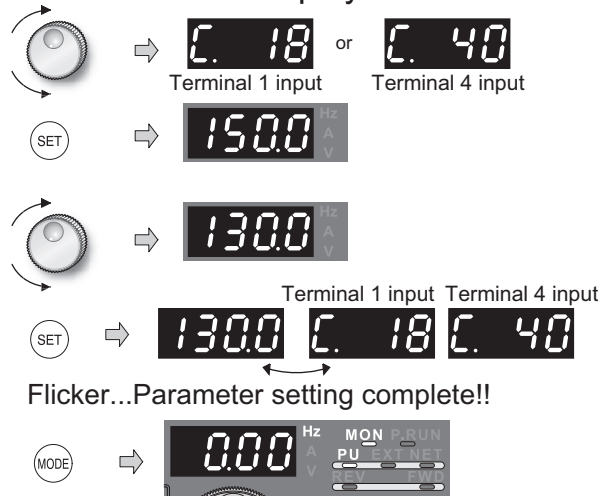 C. 18 or C. 40
Terminal 1 input Terminal 4 input
SET 150.0 Hz
A
V
130.0 Hz
A
V
Terminal 1 input Terminal 4 input
SET 130.0 C. 18 C. 40
Flicker...Parameter setting complete!!
MODE 0.00 Hz MON P.RUN
A PU EXT NET
V REV FWD